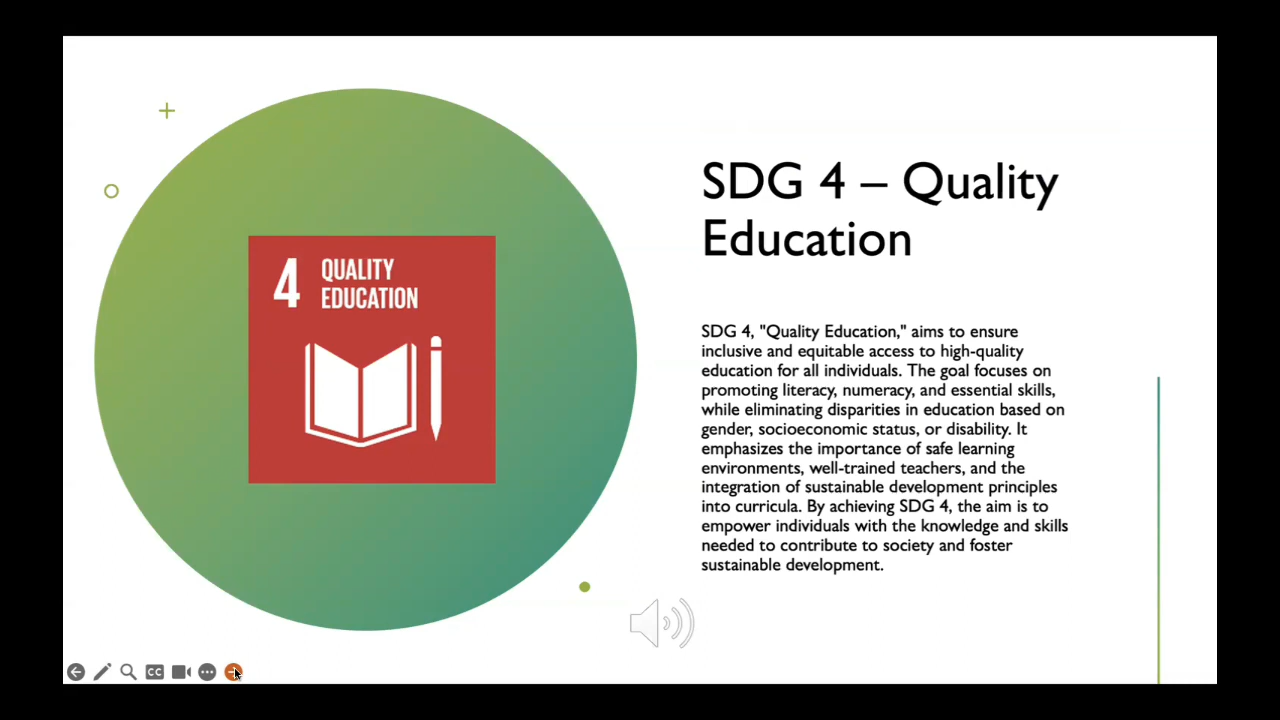 4 QUALITY
EDUCATION
SDG 4 – Quality
Education
SDG 4, "Quality Education," aims to ensure
inclusive and equitable access to high-quality
education for all individuals. The goal focuses on
promoting literacy, numeracy, and essential skills,
while eliminating disparities in education based on
gender, socioeconomic status, or disability. It
emphasizes the importance of safe learning
environments, well-trained teachers, and the
integration of sustainable development principles
into curricula. By achieving SDG 4, the aim is to
empower individuals with the knowledge and skills
needed to contribute to society and foster
sustainable development.
CC